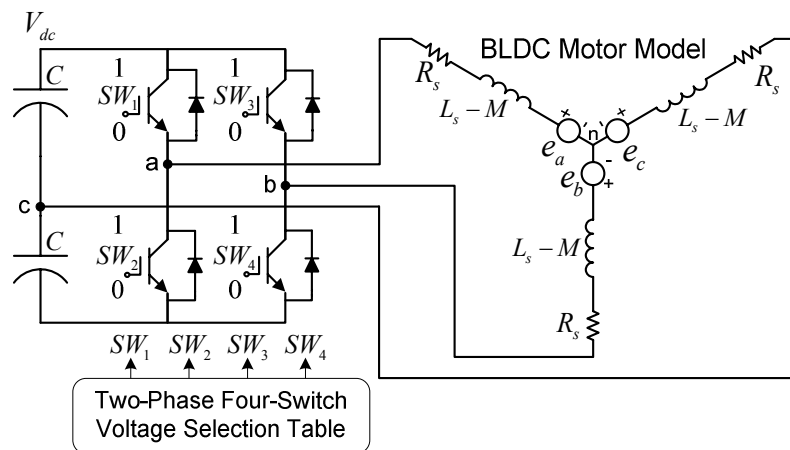 V_dc
BLDC Motor Model
C
1
SW_1
0
1
SW_3
0
R_s
L_s − M
R_s
L_s − M
a
'n'
e_a
e_c
b
e_b
c
C
1
SW_2
0
1
SW_4
0
L_s − M
R_s
SW_1 SW_2 SW_3 SW_4
Two-Phase Four-Switch
Voltage Selection Table